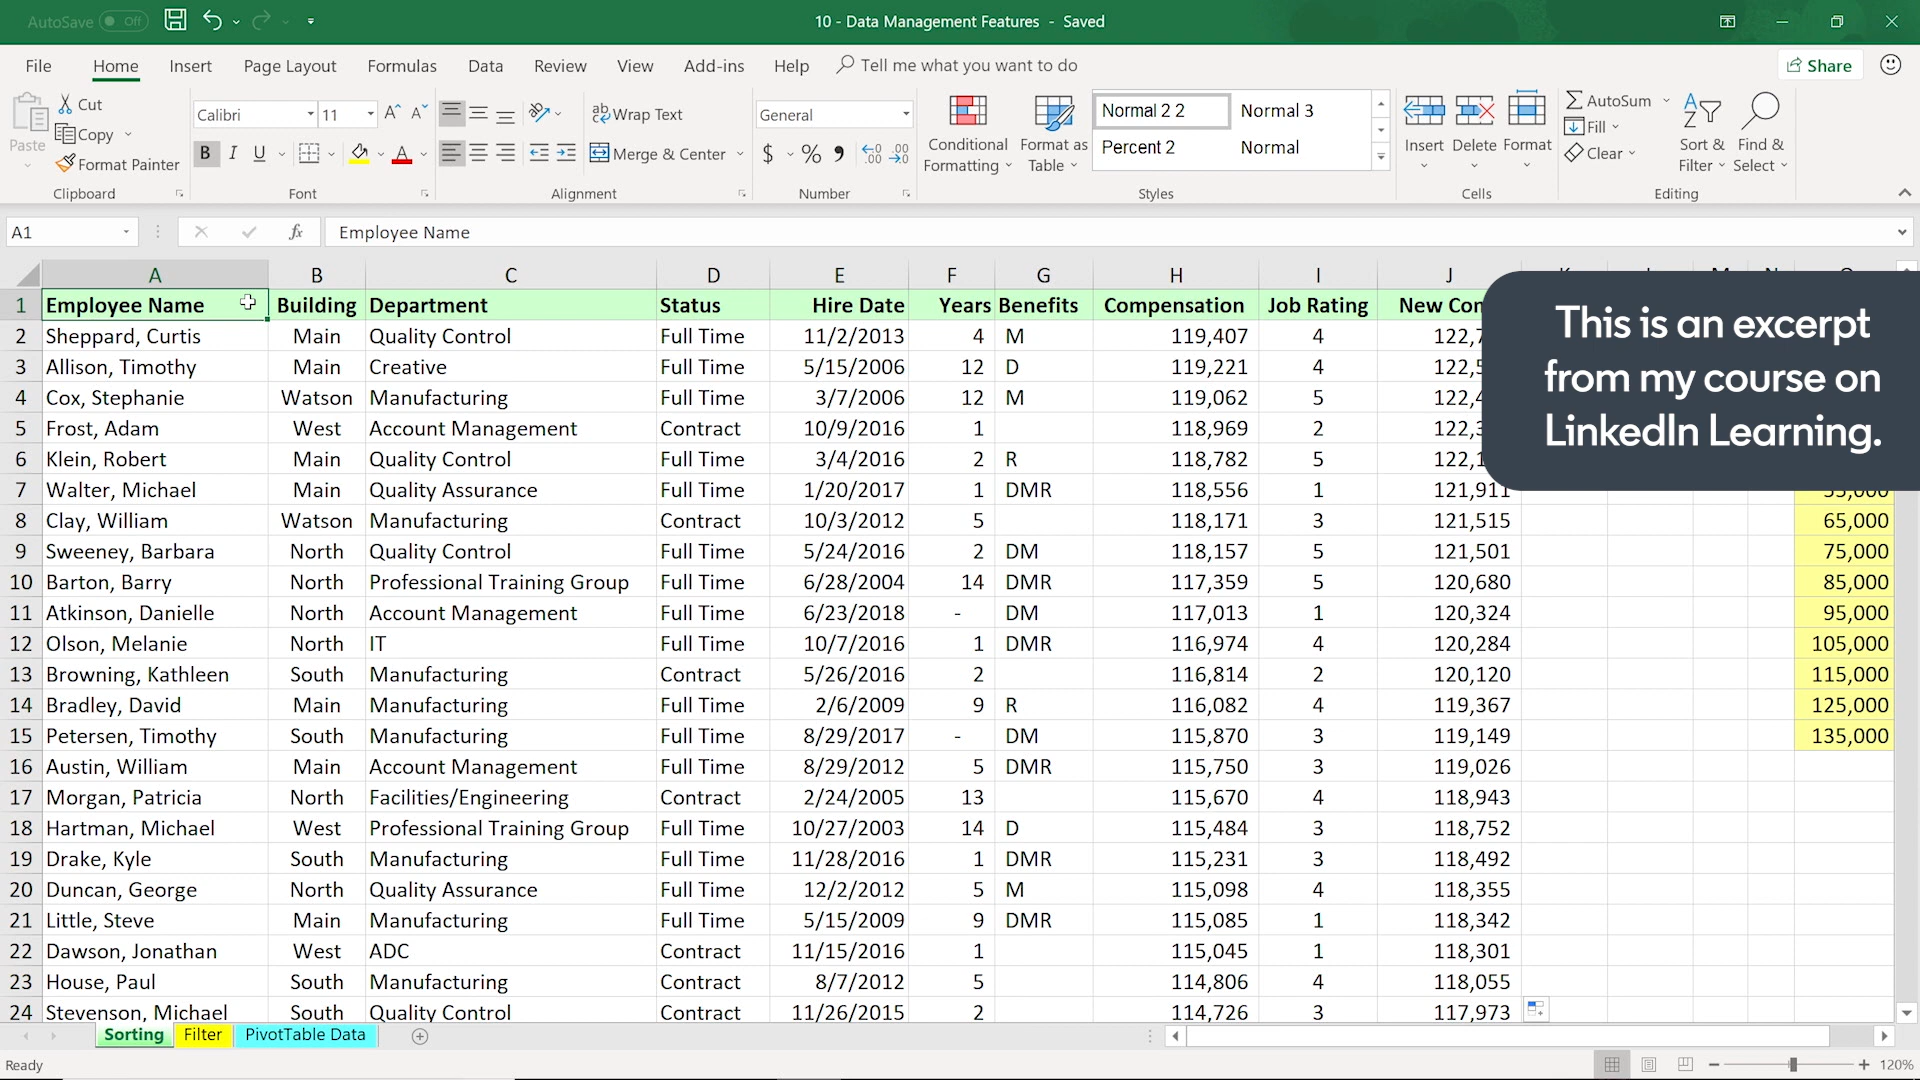 AutoSave Off 10 - Data Management Features - Saved
File Home Insert Page Layout Formulas Data Review View Add-ins Help Tell me what you want to do Share
Paste Cut Copy Format Painter Clipboard
Calibri 11 B I U Font
Wrap Text Merge & Center Alignment
General $ % Number
Conditional Formatting Format as Table
Normal 2 2 Normal 3 Percent 2 Normal Styles
Insert Delete Format Cells
AutoSum Fill Clear Sort & Filter Find & Select Editing
A1 fx Employee Name
A B C D E F G H I J
1 Employee Name Building Department Status Hire Date Years Benefits Compensation Job Rating New
2 Sheppard, Curtis Main Quality Control Full Time 11/2/2013 4 M 119,407 4
3 Allison, Timothy Main Creative Full Time 5/15/2006 12 D 119,221 4
4 Cox, Stephanie Watson Manufacturing Full Time 3/7/2006 12 M 119,062 5
5 Frost, Adam West Account Management Contract 10/9/2016 1 118,969 2
6 Klein, Robert Main Quality Control Full Time 3/4/2016 2 R 118,782 5
7 Walter, Michael Main Quality Assurance Full Time 1/20/2017 1 DMR 118,556 1 121,911
8 Clay, William Watson Manufacturing Contract 10/3/2012 5 118,171 3 121,515 65,000
9 Sweeney, Barbara North Quality Control Full Time 5/24/2016 2 DM 118,157 5 121,501 75,000
10 Barton, Barry North Professional Training Group Full Time 6/28/2004 14 DMR 117,359 5 120,680 85,000
11 Atkinson, Danielle North Account Management Full Time 6/23/2018 - DM 117,013 1 120,324 95,000
12 Olson, Melanie North IT Full Time 10/7/2016 1 DMR 116,974 4 120,284 105,000
13 Browning, Kathleen South Manufacturing Contract 5/26/2016 2 116,814 2 120,120 115,000
14 Bradley, David Main Manufacturing Full Time 2/6/2009 9 R 116,082 4 119,367 125,000
15 Petersen, Timothy South Manufacturing Full Time 8/29/2017 - DM 115,870 3 119,149 135,000
16 Austin, William Main Account Management Full Time 8/29/2012 5 DMR 115,750 3 119,026
17 Morgan, Patricia North Facilities/Engineering Contract 2/24/2005 13 115,670 4 118,943
18 Hartman, Michael West Professional Training Group Full Time 10/27/2003 14 D 115,484 3 118,752
19 Drake, Kyle South Manufacturing Full Time 11/28/2016 1 DMR 115,231 3 118,492
20 Duncan, George North Quality Assurance Full Time 12/2/2012 5 M 115,098 4 118,355
21 Little, Steve Main Manufacturing Full Time 5/15/2009 9 DMR 115,085 1 118,342
22 Dawson, Jonathan West ADC Contract 11/15/2016 1 115,045 1 118,301
23 House, Paul South Manufacturing Contract 8/7/2012 5 114,806 4 118,055
24 Stevenson, Michael South Quality Control Contract 11/26/2015 2 114,726 3 117,973
This is an excerpt
from my course on
LinkedIn Learning.
Sorting Filter PivotTable Data
Ready 120%